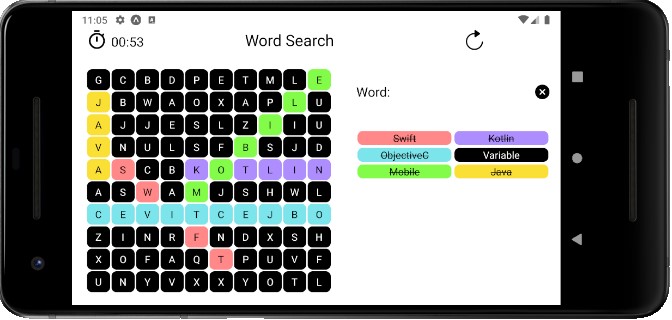 11:05
00:53
Word Search
G C B D P E T M L E
J B W A O X A P L U
A J J E S L Z I I U
V N U L S F B S J D
A S C B K O T L I N
A S W A M J S H W L
C E V I T C E J B O
Z I N R F N D X S H
X O F A Q T P U V F
U N Y V X X Y O T L
Word:
Swift Kotlin
ObjectiveC Variable
Mobile Java